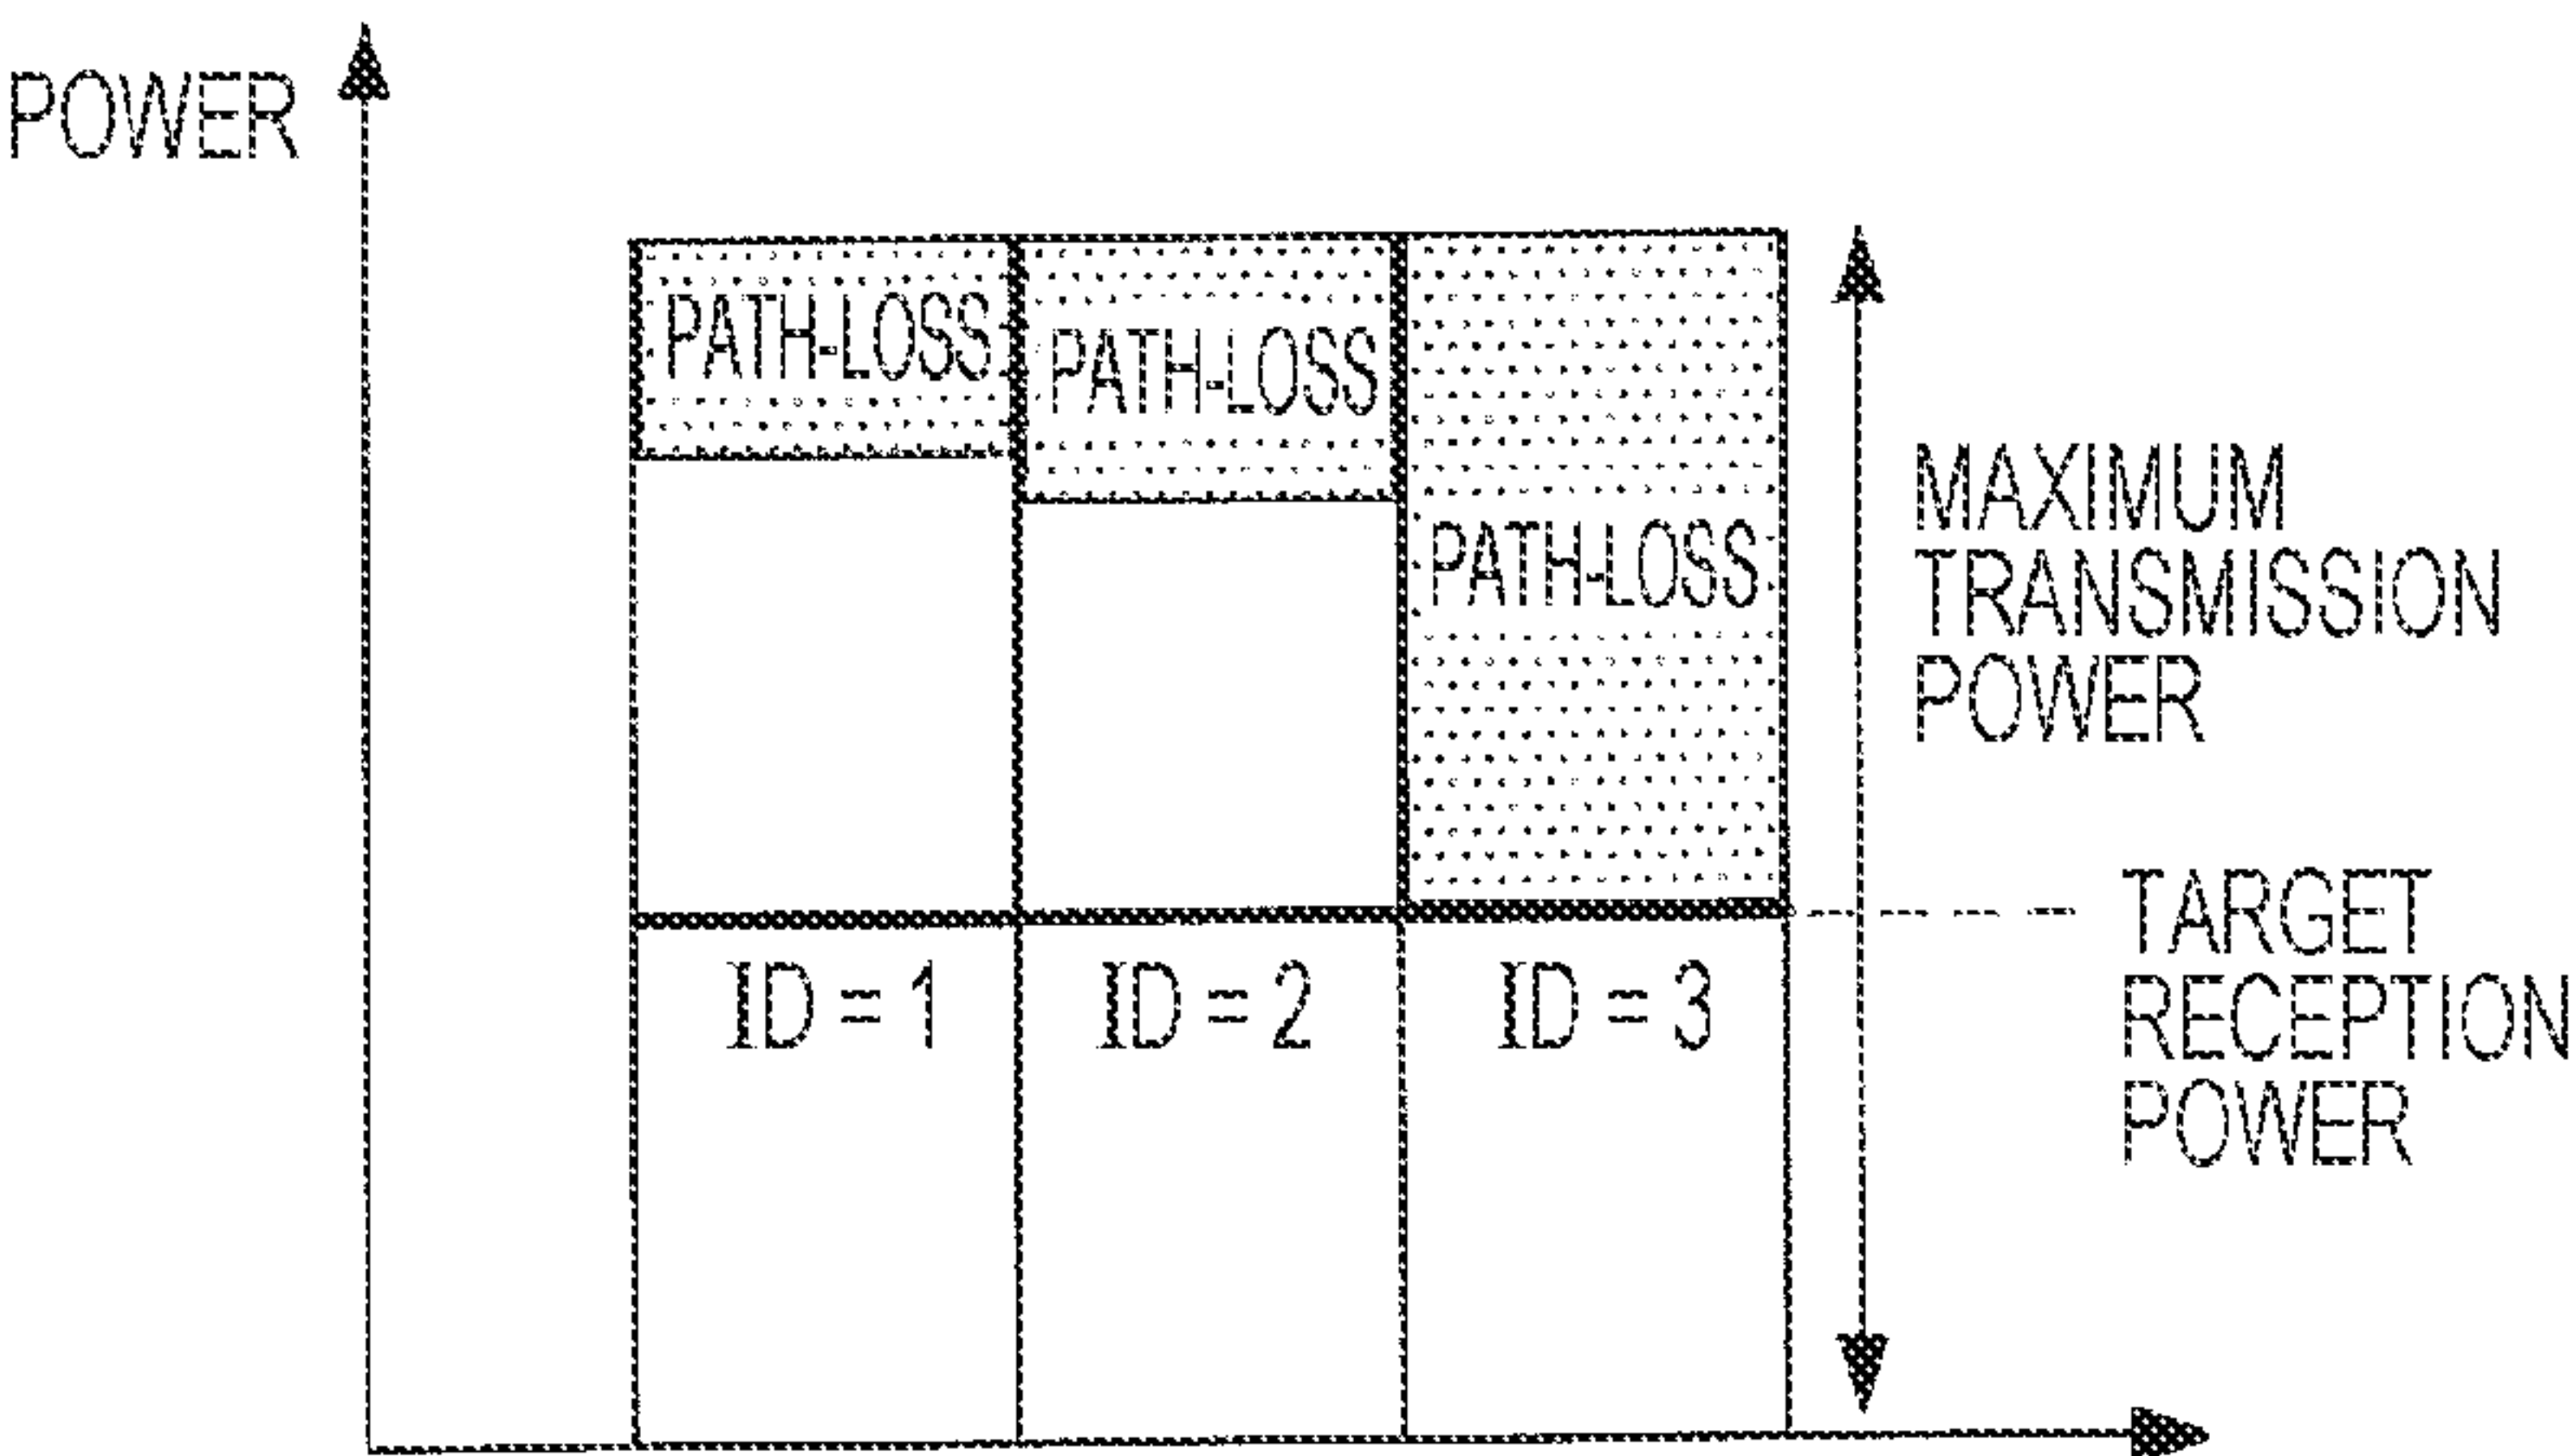 POWER
PATH-LOSS
PATH-LOSS
PATH-LOSS
MAXIMUM
TRANSMISSION
POWER
TARGET
RECEPTION
POWER
ID = 1
ID = 2
ID = 3